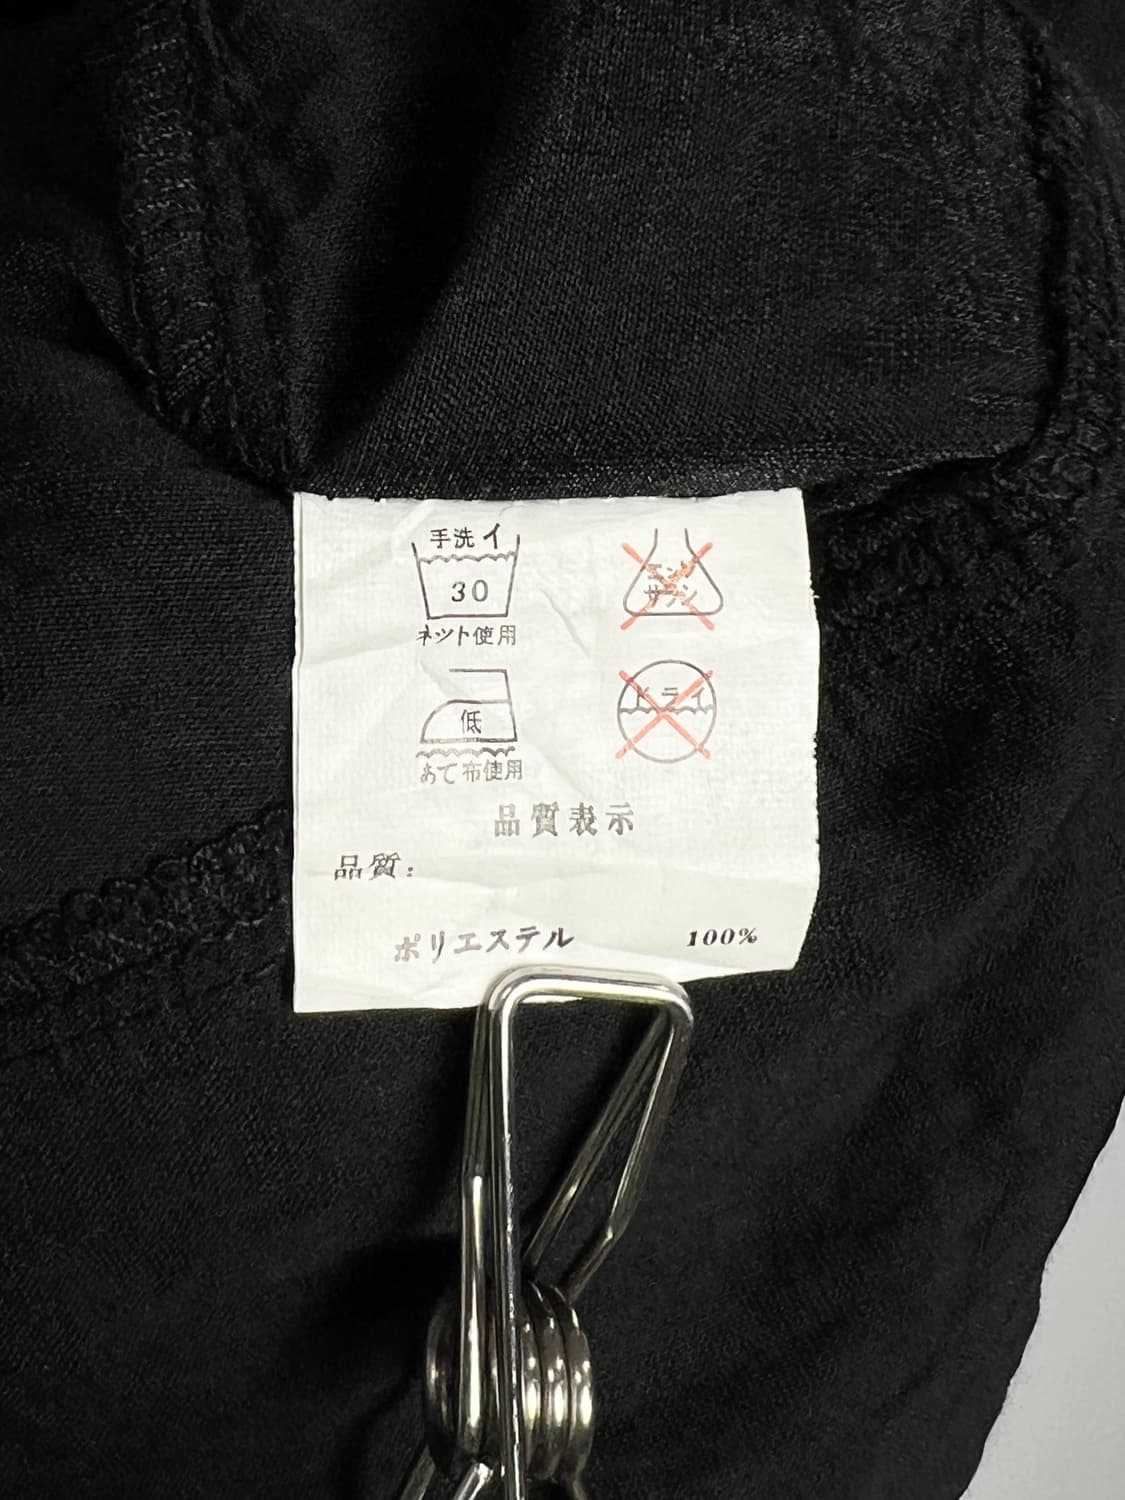 手洗イ
30
ネット使用
エンソ
サラシ
低
あて布使用
ドライ
品質表示
品質:
ポリエステル 100%